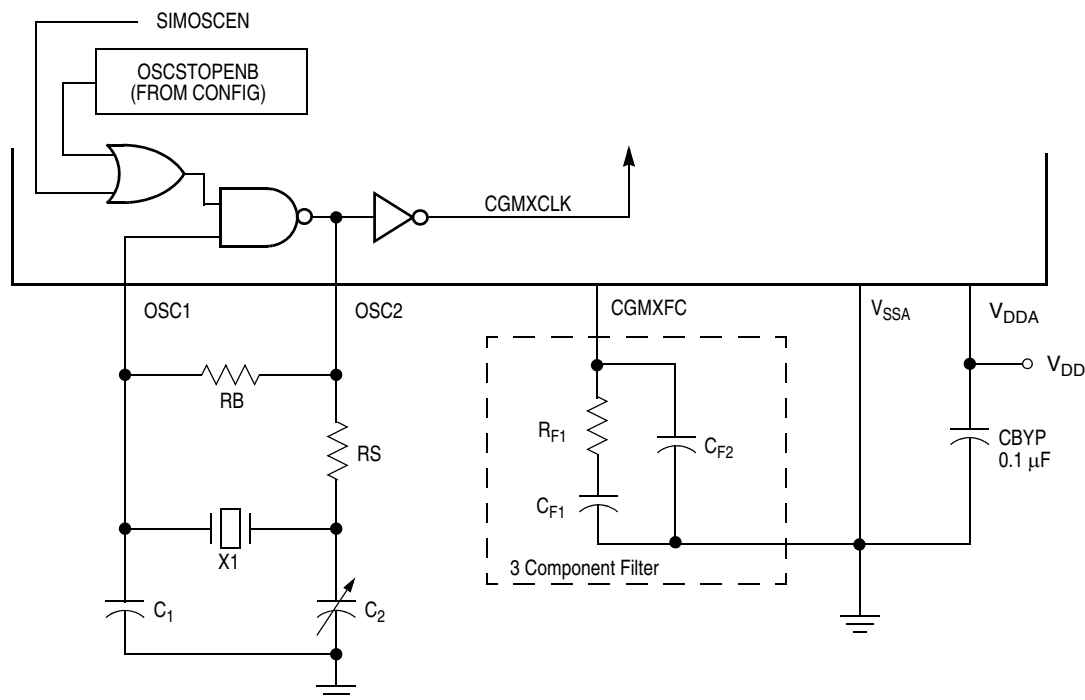 SIMOSCEN
OSCSTOPENB
(FROM CONFIG)
CGMXCLK
OSC1
OSC2
CGMXFC
VSSA
VDDA
VDD
RB
RS
RF1
CF2
CBYP
0.1 μF
CF1
X1
3 Component Filter
C1
C2